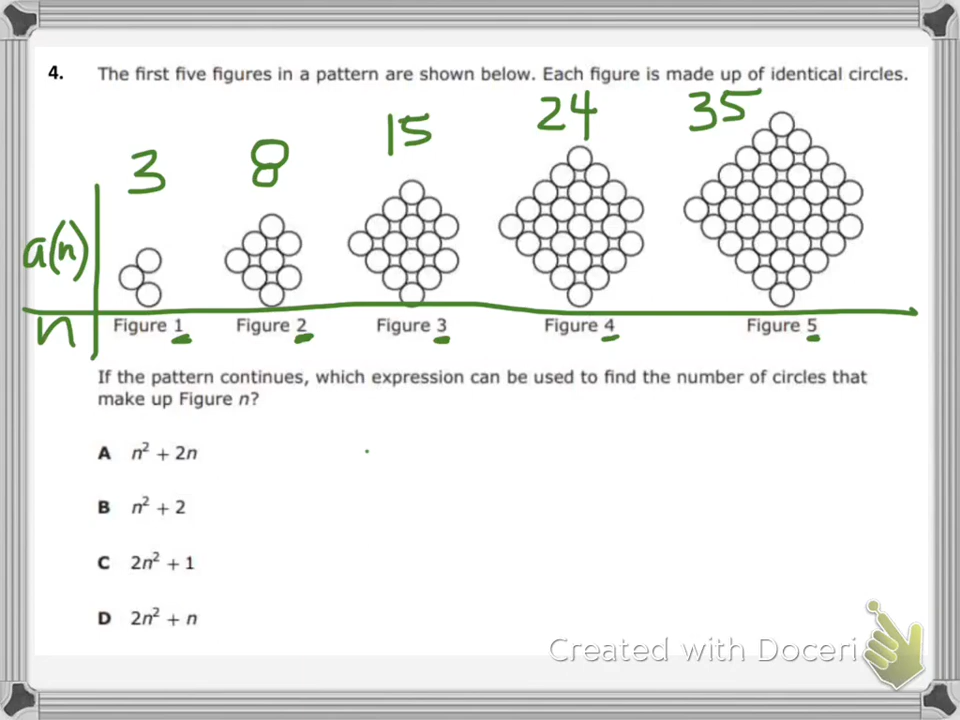 4. The first five figures in a pattern are shown below. Each figure is made up of identical circles.
3 8 15 24 35
a(n)
n Figure 1 Figure 2 Figure 3 Figure 4 Figure 5
If the pattern continues, which expression can be used to find the number of circles that
make up Figure n?
A n² + 2n
B n² + 2
C 2n² + 1
D 2n² + n
Created with Doceri